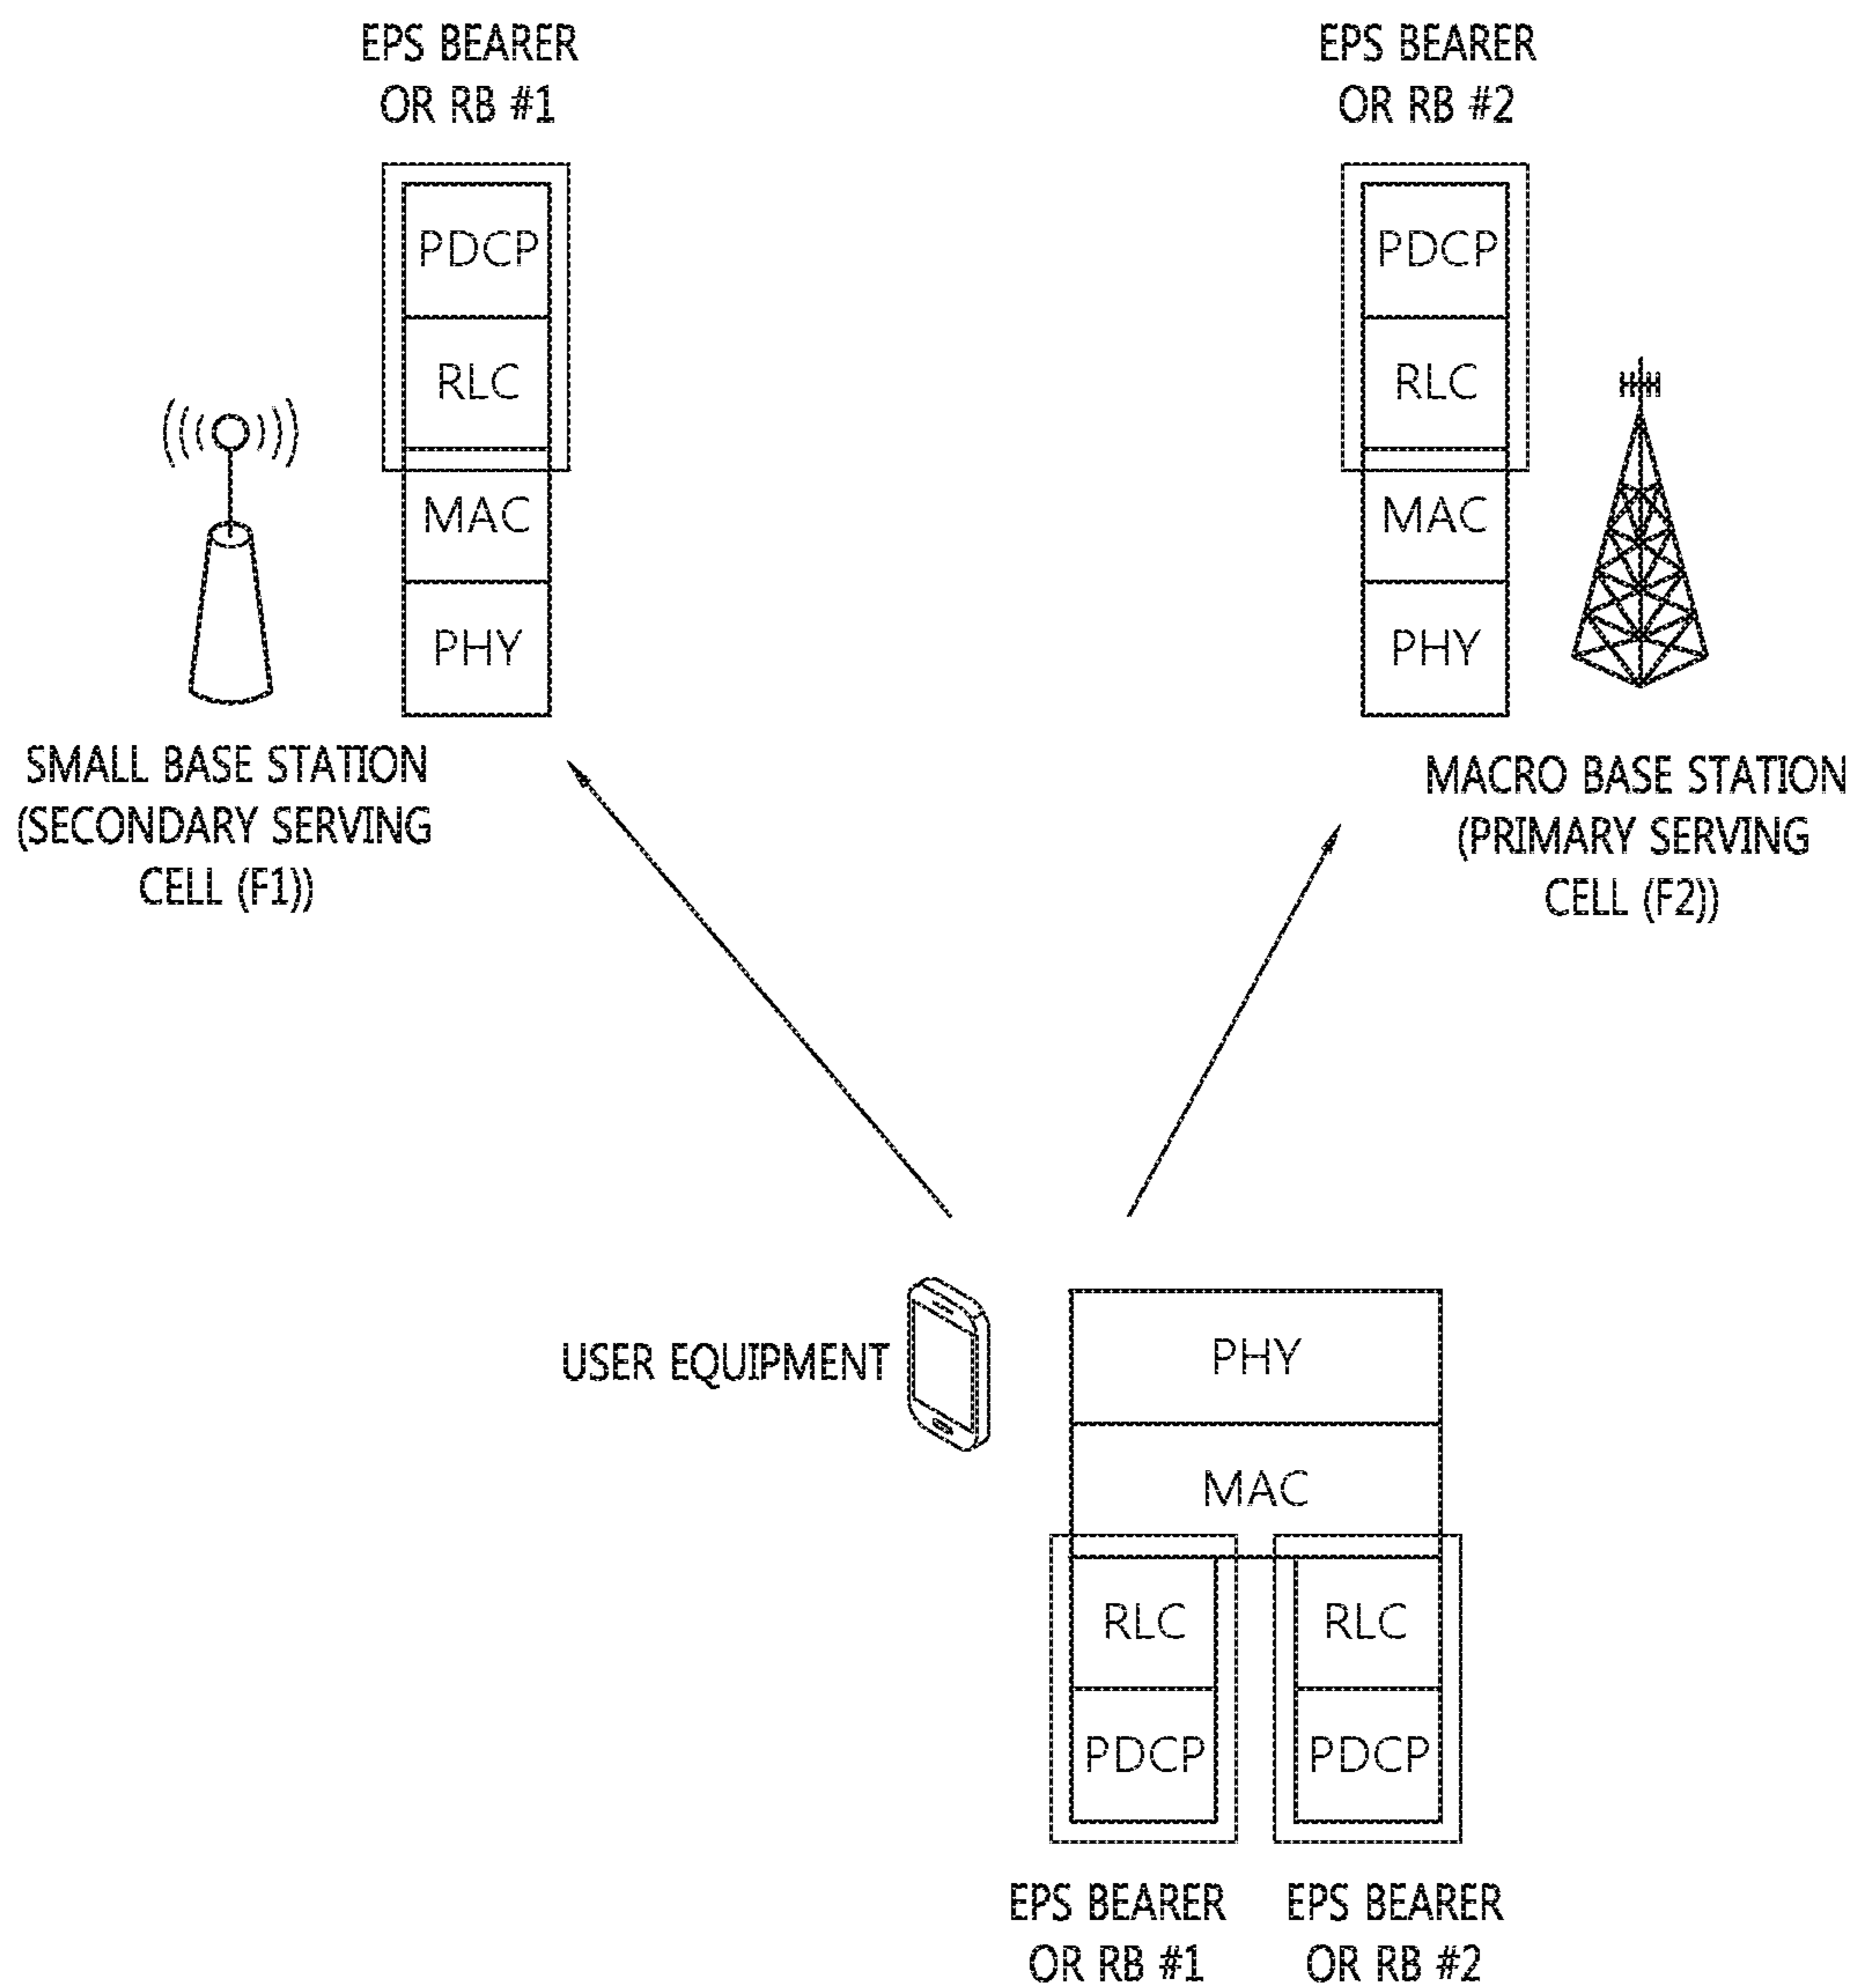 EPS BEARER
OR RB #1
PDCP
RLC
MAC
PHY
SMALL BASE STATION
(SECONDARY SERVING
CELL (F1))
EPS BEARER
OR RB #2
PDCP
RLC
MAC
PHY
MACRO BASE STATION
(PRIMARY SERVING
CELL (F2))
USER EQUIPMENT
PHY
MAC
RLC
PDCP
EPS BEARER
OR RB #1
RLC
PDCP
EPS BEARER
OR RB #2